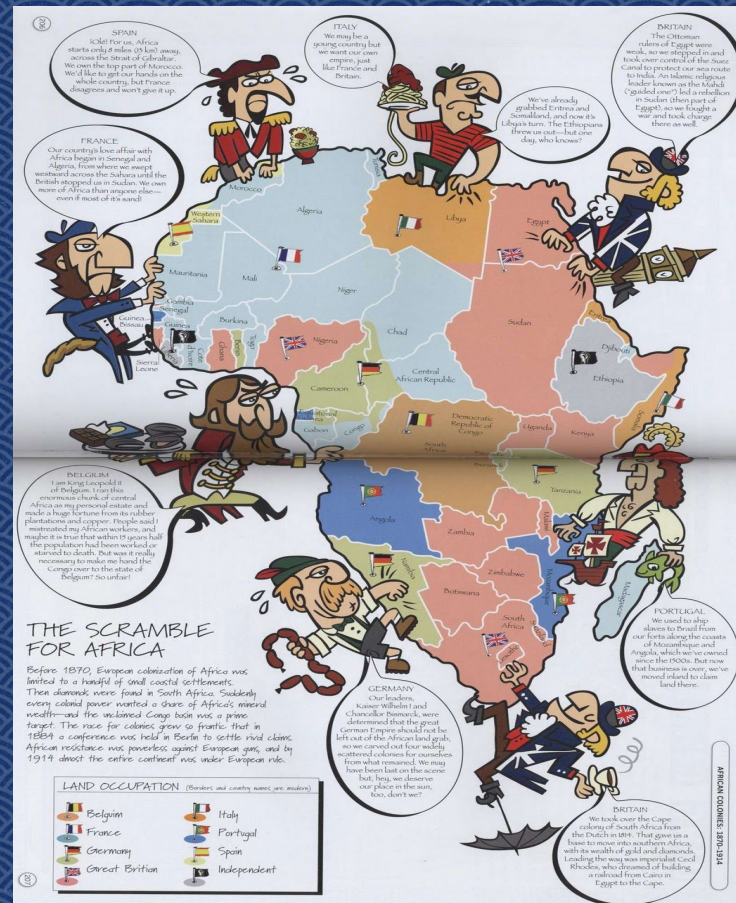 206
SPAIN
¡Olé! For us, Africa
starts only 8 miles (13 km) away,
across the Strait of Gibraltar.
We own the top part of Morocco.
We'd like to get our hands on the
whole country, but France
disagrees and won't give it up.
ITALY
We may be a
young country but
we want our own
empire, just
like France and
Britain.
We've already
grabbed Eritrea and
Somaliland, and now it's
Libya's turn. The Ethiopians
threw us out—but one
day, who knows?
BRITAIN
The Ottoman
rulers of Egypt were
weak, so we stepped in and
took over control of the Suez
Canal to protect our sea route
to India. An Islamic religious
leader known as the Mahdi
("guided one") led a rebellion
in Sudan (then part of
Egypt), so we fought a
war and took charge
there as well.
FRANCE
Our country's love affair with
Africa began in Senegal and
Algeria, from where we swept
westward across the Sahara until the
British stopped us in Sudan. We own
more of Africa than anyone else—
even if most of it's sand!
Morocco
Tunisia
Algeria
Libya
Egypt
Western
Sahara
Mauritania
Mali
Niger
Chad
Sudan
Eritrea
Djibouti
Ethiopia
Somalia
Gambia
Senegal
Guinea-
Bissau
Guinea
Sierra
Leone
Burkina
Ghana
Togo
Nigeria
Cameroon
Central
African Republic
Gabon
Congo
Democratic
Republic of
Congo
South
Africa
Uganda
Kenya
Tanzania
Angola
Zambia
Malawi
Mozambique
Zimbabwe
Namibia
Botswana
South
Africa
Lesotho
Swaziland
Madagascar
BELGIUM
I am King Leopold II
of Belgium. I ran this
enormous chunk of central
Africa as my personal estate and
made a huge fortune from its rubber
plantations and copper. People said I
mistreated my African workers, and
maybe it is true that within 15 years half
the population had been worked or
starved to death. But was it really
necessary to make me hand the
Congo over to the state of
Belgium? So unfair!
PORTUGAL
We used to ship
slaves to Brazil from
our forts along the coasts
of Mozambique and
Angola, which we've owned
since the 1500s. But now
that business is over, we've
moved inland to claim
land there.
THE SCRAMBLE
FOR AFRICA
Before 1870, European colonization of Africa was
limited to a handful of small coastal settlements.
Then diamonds were found in South Africa. Suddenly
every colonial power wanted a share of Africa's mineral
wealth—and the unclaimed Congo basin was a prime
target. The race for colonies grew so frantic that in
1884 a conference was held in Berlin to settle rival claims.
African resistance was powerless against European guns, and by
1914 almost the entire continent was under European rule.
GERMANY
Our leaders,
Kaiser Wilhelm I and
Chancellor Bismarck, were
determined that the great
German Empire should not be
left out of the African land grab,
so we carved out four widely
scattered colonies for ourselves
from what remained. We may
have been last on the scene
but, hey, we deserve
our place in the sun,
too, don't we?
BRITAIN
We took over the Cape
colony of South Africa from
the Dutch in 1814. That gave us a
base to move into southern Africa,
with its wealth of gold and diamonds.
Leading the way was imperialist Cecil
Rhodes, who dreamed of building
a railroad from Cairo in
Egypt to the Cape.
LAND OCCUPATION (Borders and country names are modern)
Belgium
France
Germany
Great Britian
Italy
Portugal
Spain
Independent
AFRICAN COLONIES: 1870-1914
207